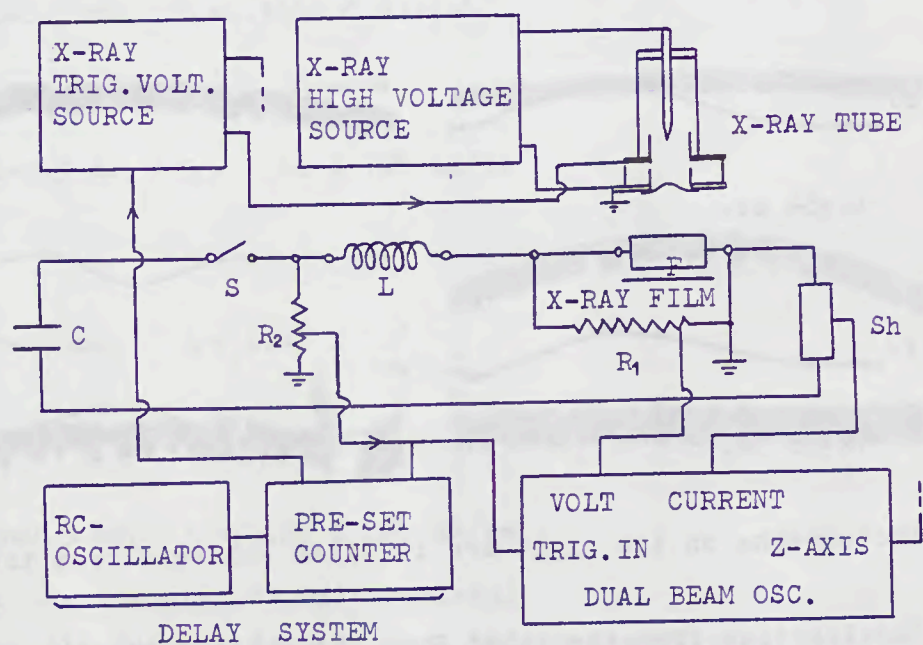 X-RAY
TRIG.VOLT.
SOURCE
X-RAY
HIGH VOLTAGE
SOURCE
X-RAY TUBE
S
L
F
X-RAY FILM
C
R₂
R₁
Sh
RC-
OSCILLATOR
PRE-SET
COUNTER
VOLT CURRENT
TRIG.IN Z-AXIS
DUAL BEAM OSC.
DELAY SYSTEM